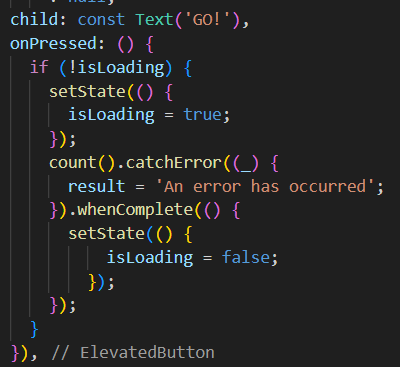 child: const Text('GO!'),
onPressed: () {
  if (!isLoading) {
    setState(() {
      isLoading = true;
    });
    count().catchError((_) {
      result = 'An error has occurred';
    }).whenComplete(() {
      setState(() {
          isLoading = false;
        });
    });
  }
}), // ElevatedButton